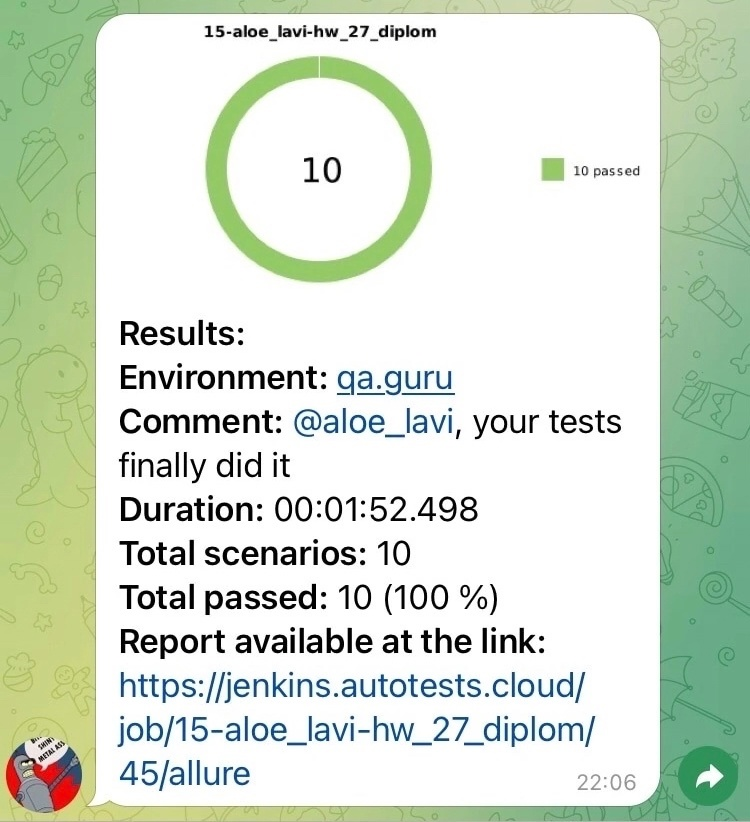 15-aloe_lavi-hw_27_diplom
10
10 passed
Results:
Environment: qa.guru
Comment: @aloe_lavi, your tests
finally did it
Duration: 00:01:52.498
Total scenarios: 10
Total passed: 10 (100 %)
Report available at the link:
https://jenkins.autotests.cloud/
job/15-aloe_lavi-hw_27_diplom/
45/allure
22:06
SHINY
METAL ASS